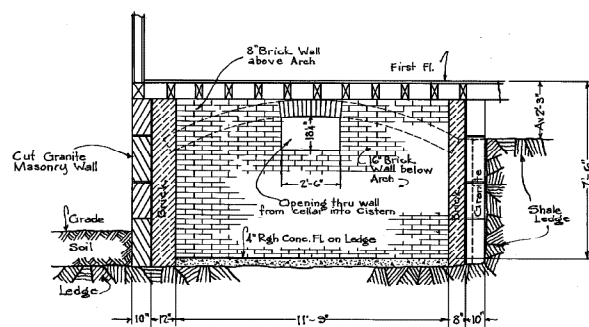 8" Brick Wall
above Arch
First Fl.
Av. 2'-3"
18½"
Cut Granite
Masonry Wall
16" Brick
Wall below
Arch
2'-6"
Brick
Brick
Granite
7'-6"
Opening thru wall
from cellar into Cistern
Shale
Ledge
Grade
Soil
4" Rgh Conc. Fl. on Ledge
Ledge
10"
12"
11'-9"
8"
10"